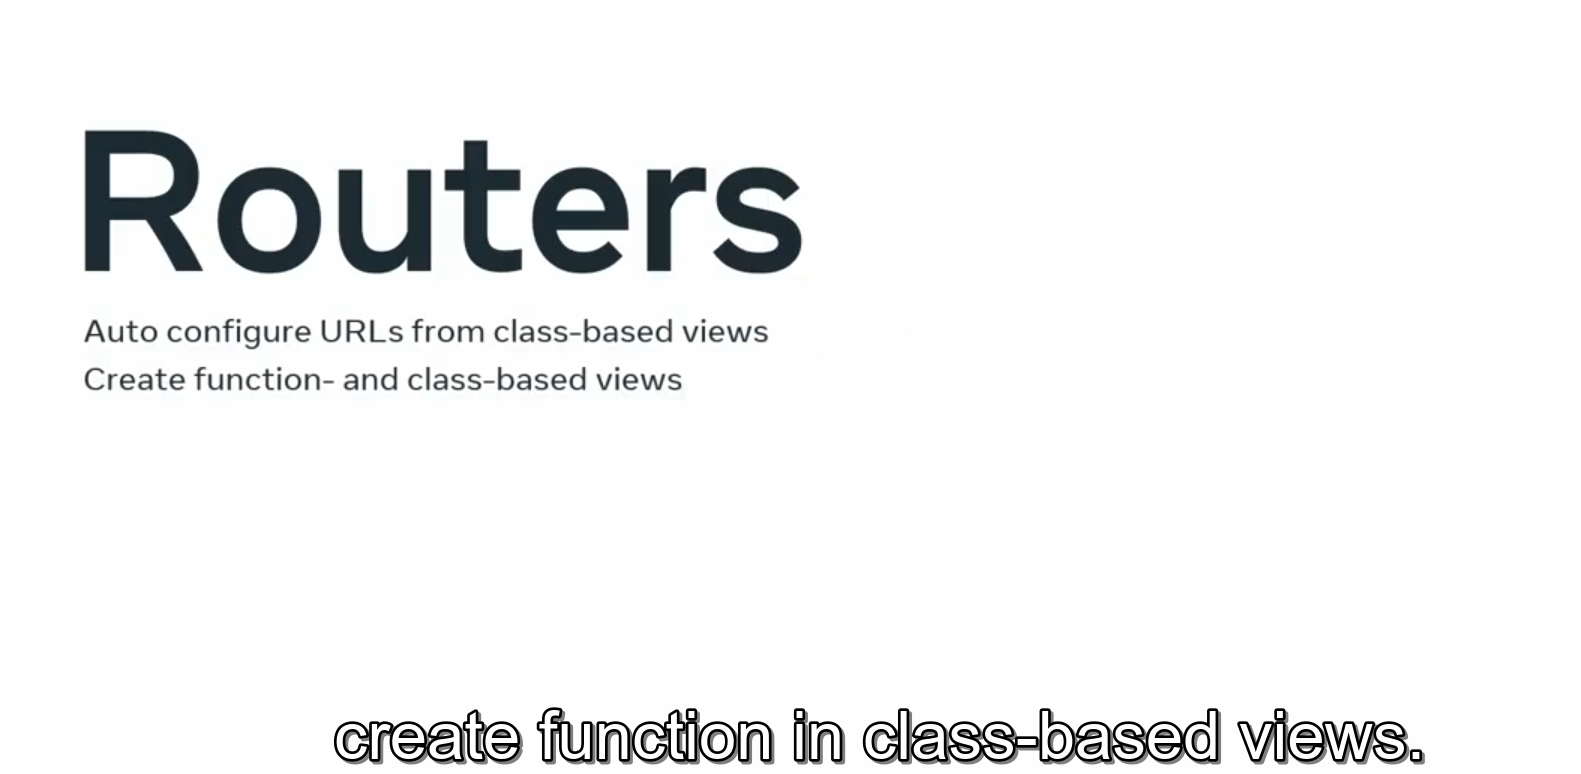 Routers
Auto configure URLs from class-based views
Create function- and class-based views
create function in class-based views.